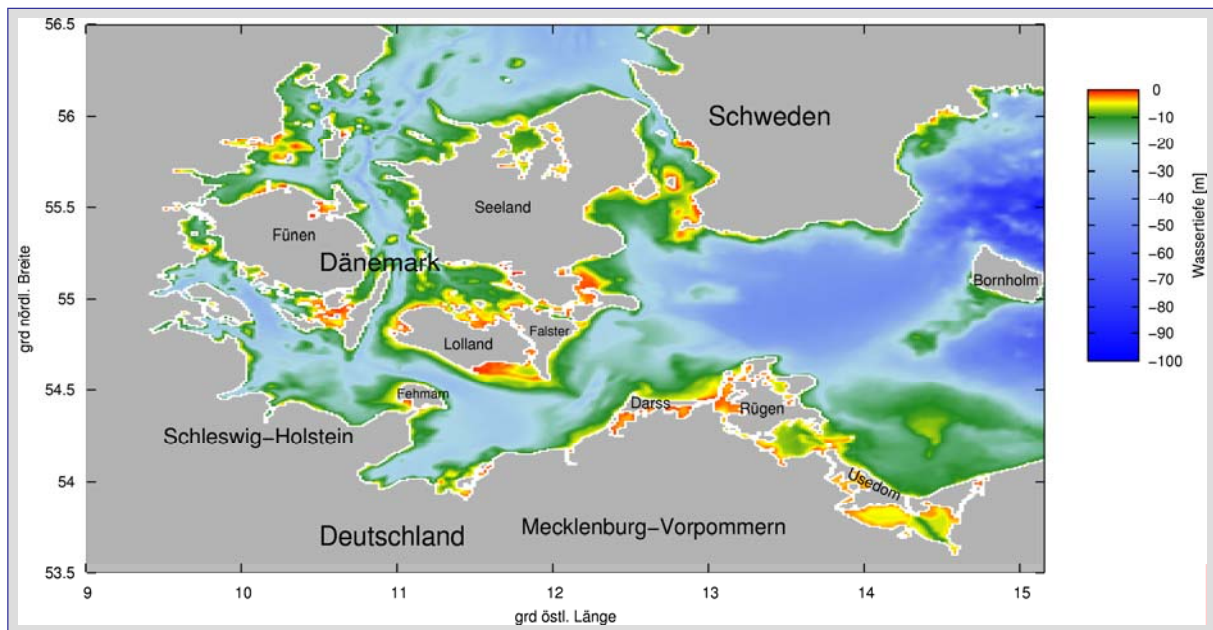 56.5
56
55.5
55
54.5
54
53.5
grd nördl. Breite
9
10
11
12
13
14
15
grd östl. Länge
Schweden
Seeland
Fünen
Dänemark
Bornholm
Falster
Lolland
Fehmarn
Darss
Rügen
Schleswig-Holstein
Usedom
Deutschland
Mecklenburg-Vorpommern
0
-10
-20
-30
-40
-50
-60
-70
-80
-90
-100
Wassertiefe [m]